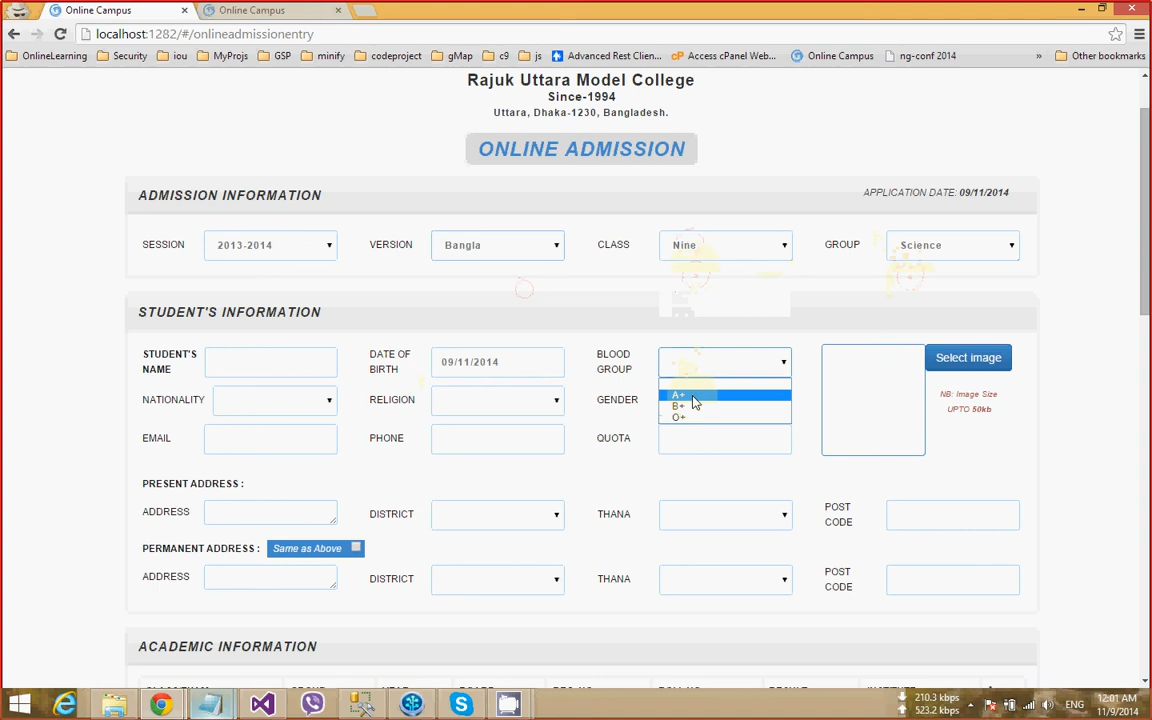 Online Campus
Online Campus
localhost:1282/#/onlineadmissionentry
OnlineLearning
Security
iou
MyProjs
GSP
minify
codeproject
gMap
c9
js
Advanced Rest Clien...
cP Access cPanel Web...
Online Campus
ng-conf 2014
»
Other bookmarks
Rajuk Uttara Model College
Since-1994
Uttara, Dhaka-1230, Bangladesh.
ONLINE ADMISSION
ADMISSION INFORMATION
APPLICATION DATE: 09/11/2014
SESSION 2013-2014 VERSION Bangla CLASS Nine GROUP Science
STUDENT'S INFORMATION
STUDENT'S NAME
DATE OF BIRTH 09/11/2014
BLOOD GROUP
Select image
A+
B+
O+
NATIONALITY RELIGION GENDER
NB: Image Size
UPTO 50kb
EMAIL PHONE QUOTA
PRESENT ADDRESS :
ADDRESS DISTRICT THANA POST CODE
PERMANENT ADDRESS : Same as Above
ADDRESS DISTRICT THANA POST CODE
ACADEMIC INFORMATION
210.3 kbps
523.2 kbps
ENG
12:01 AM
11/9/2014